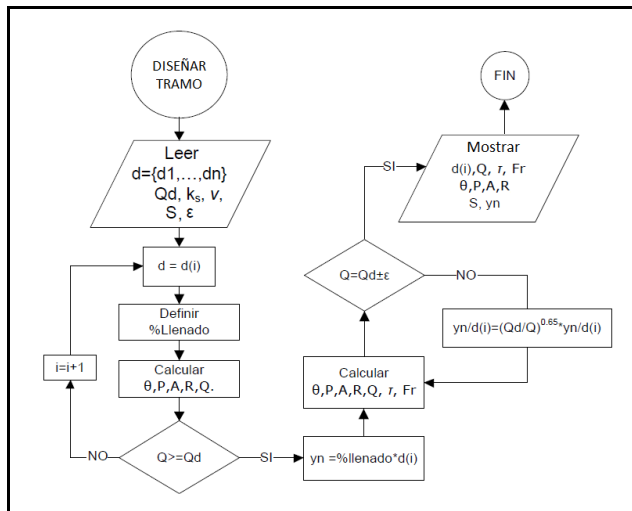 DISEÑAR
TRAMO
Leer
d={d1,…,dn}
Qd, kₛ, v,
S, ε
d = d(i)
Definir
%Llenado
i=i+1
Calcular
θ,P,A,R,Q.
NO
Q>=Qd
SI
yn =%llenado*d(i)
Calcular
θ,P,A,R,Q, τ, Fr
Q=Qd±ε
NO
yn/d(i)=(Qd/Q)^0.65*yn/d(i)
SI
Mostrar
d(i),Q, τ, Fr
θ,P,A,R
S, yn
FIN